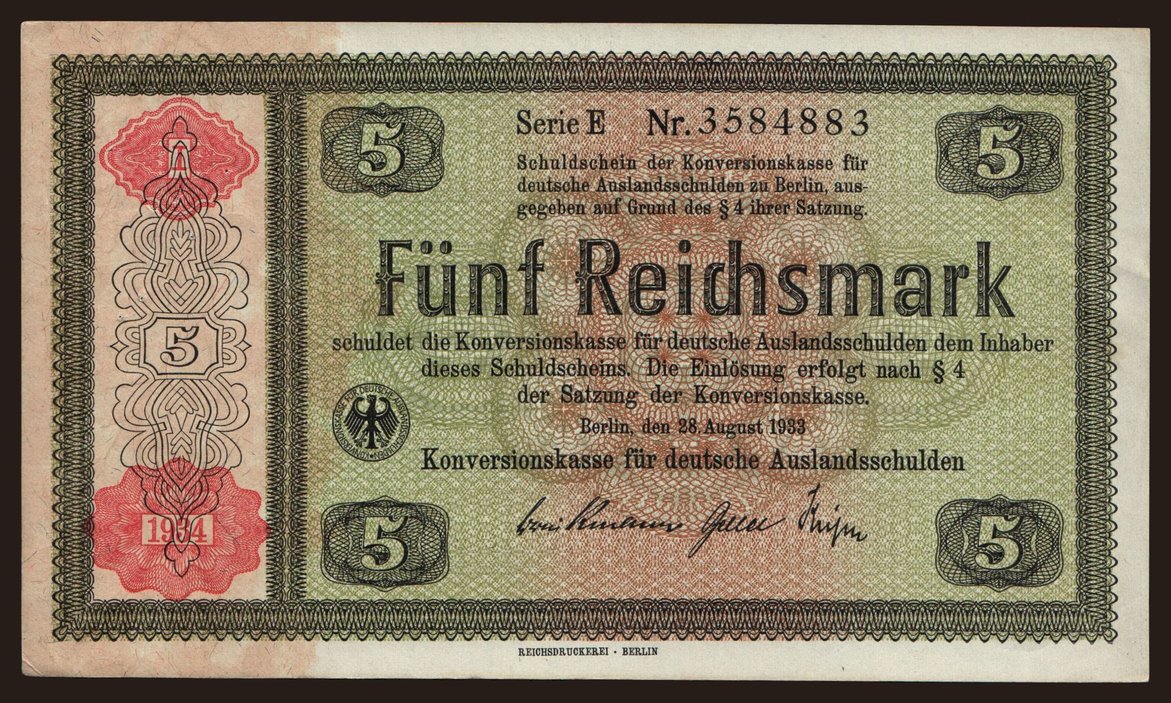 Serie E Nr. 3584883
5
5
Schuldschein der Konversionskasse für
deutsche Auslandsschulden zu Berlin, aus-
gegeben auf Grund des § 4 ihrer Satzung.
Fünf Reichsmark
5
schuldet die Konversionskasse für deutsche Auslandsschulden dem Inhaber
dieses Schuldscheins. Die Einlösung erfolgt nach § 4
der Satzung der Konversionskasse.
Berlin, den 28. August 1933
Konversionskasse für deutsche Auslandsschulden
1934
5
5
REICHSDRUCKEREI · BERLIN